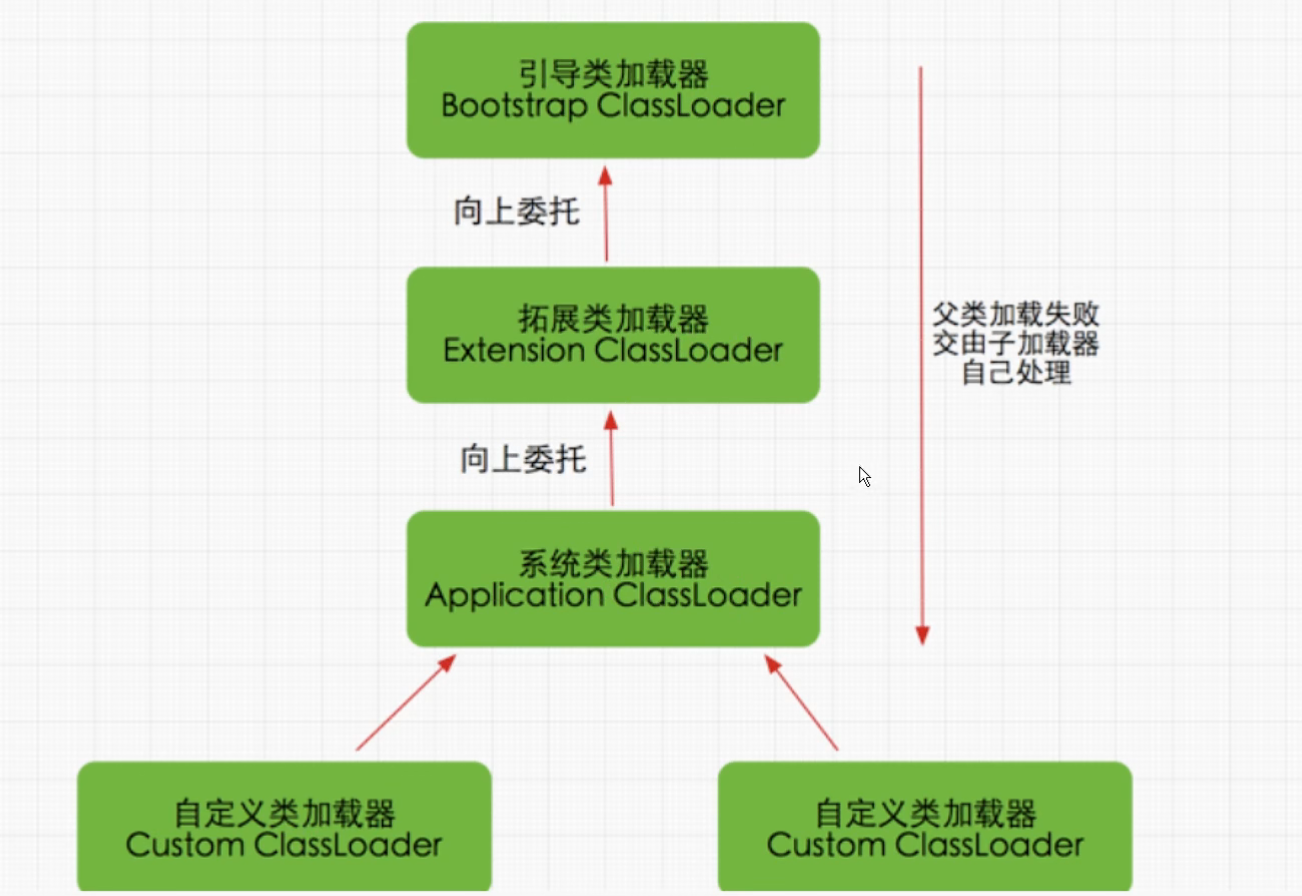 引导类加载器
Bootstrap ClassLoader
向上委托
拓展类加载器
Extension ClassLoader
父类加载失败
交由子加载器
自己处理
向上委托
系统类加载器
Application ClassLoader
自定义类加载器
Custom ClassLoader
自定义类加载器
Custom ClassLoader